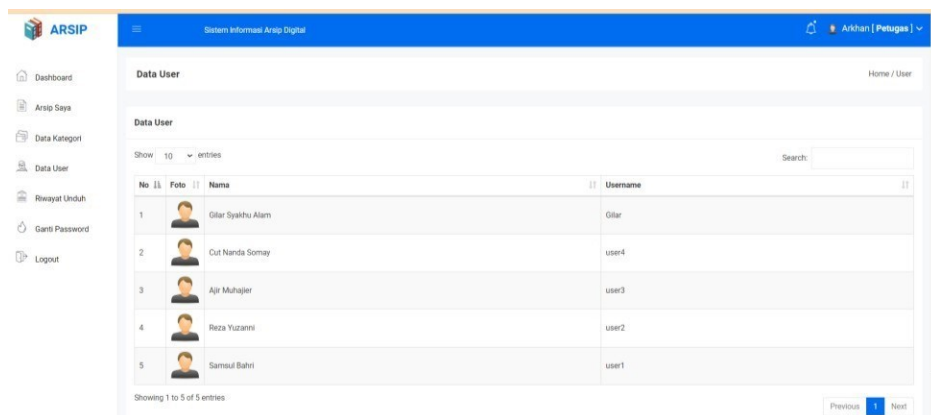 ARSIP
Sistem Informasi Arsip Digital
Arkhan [ Petugas ]
Dashboard
Arsip Saya
Data Kategori
Data User
Riwayat Unduh
Ganti Password
Logout
Data User
Home / User
Data User
Show 10 entries
Search:
No Foto Nama Username
1 Gilar Syakhu Alam Gilar
2 Cut Nanda Somay user4
3 Ajir Muhajier user3
4 Reza Yuzanni user2
5 Samsul Bahri user1
Showing 1 to 5 of 5 entries
Previous 1 Next